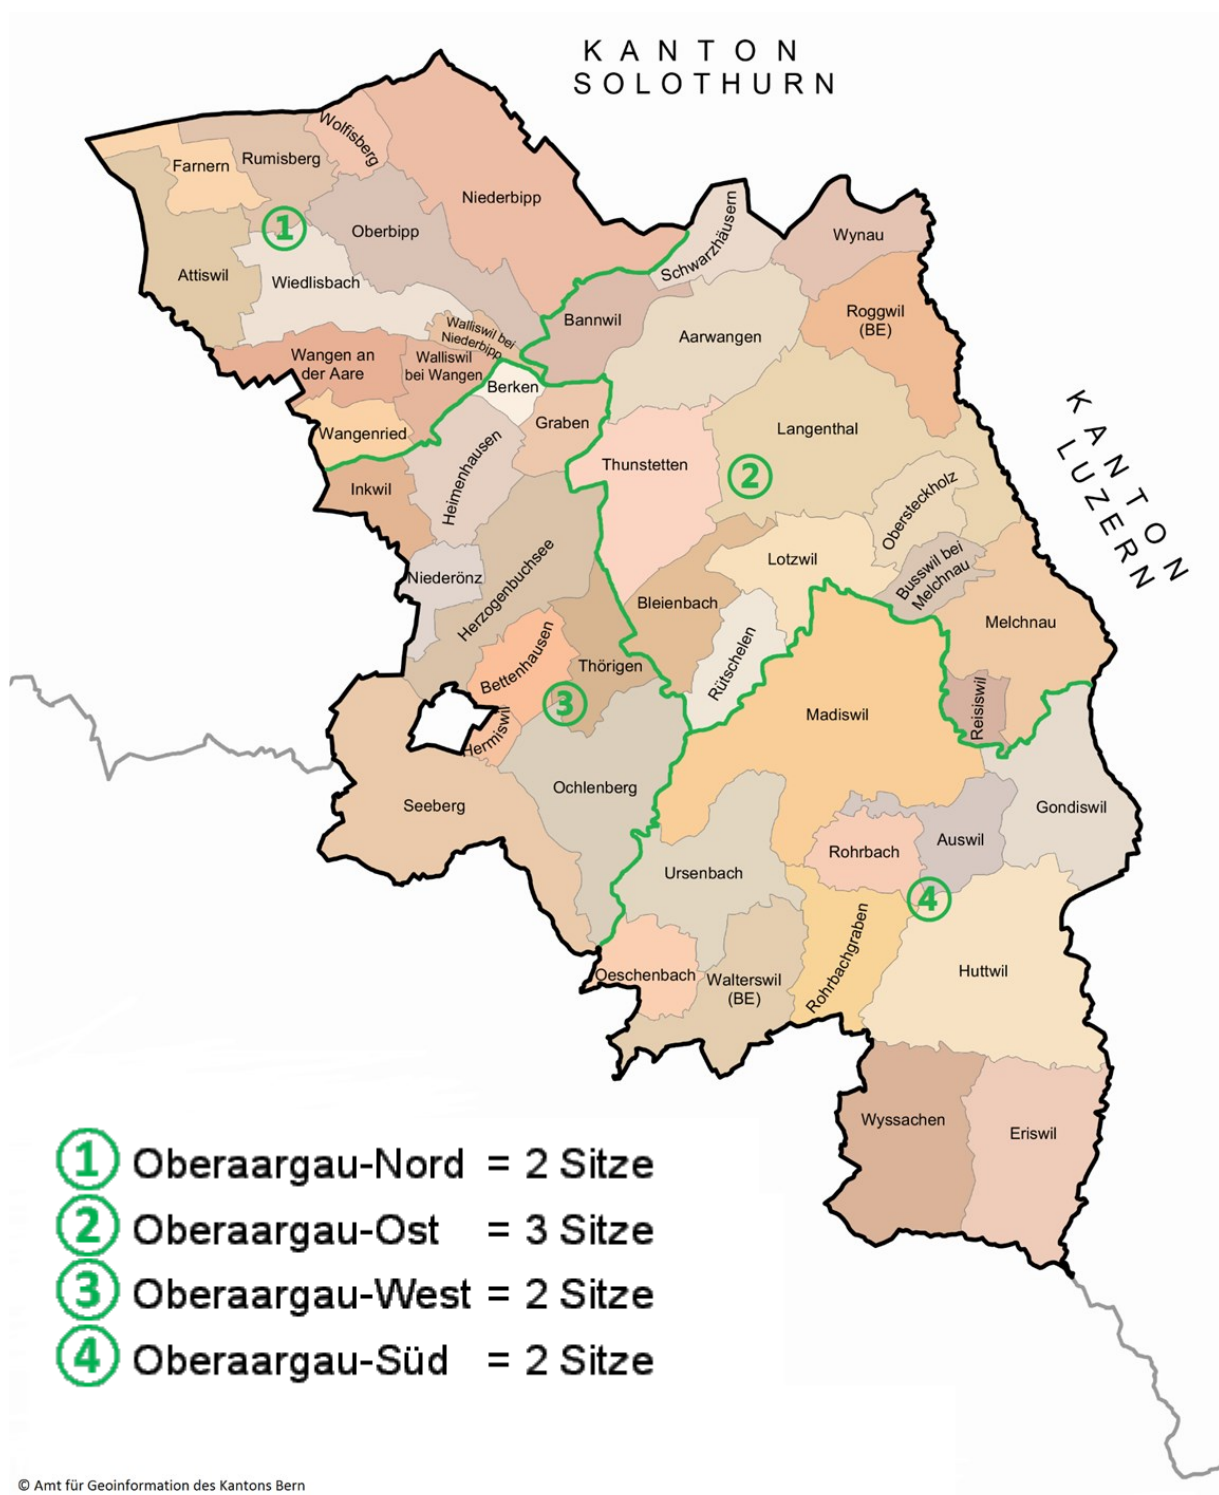 KANTON
SOLOTHURN
Wolfisberg
Farnern
Rumisberg
Niederbipp
Oberbipp
Schwarzhäusern
Wynau
1
Attiswil
Wiedlisbach
Bannwil
Aarwangen
Roggwil
(BE)
Walliswil bei
Niederbipp
Wangen an
der Aare
Walliswil
bei Wangen
Berken
Graben
Langenthal
KANTON
LUZERN
Wangenried
Heimenhausen
Thunstetten
2
Inkwil
Obersteckholz
Lotzwil
Busswil bei
Melchnau
Niederönz
Herzogenbuchsee
Bleienbach
Melchnau
Bettenhausen
Thörigen
Rütschelen
3
Reisiswil
Madiswil
Hermiswil
Ochlenberg
Seeberg
Gondiswil
Auswil
Rohrbach
Ursenbach
4
Rohrbachgraben
Oeschenbach
Walterswil
(BE)
Huttwil
Wyssachen
Eriswil
1 Oberaargau-Nord = 2 Sitze
2 Oberaargau-Ost = 3 Sitze
3 Oberaargau-West = 2 Sitze
4 Oberaargau-Süd = 2 Sitze
© Amt für Geoinformation des Kantons Bern